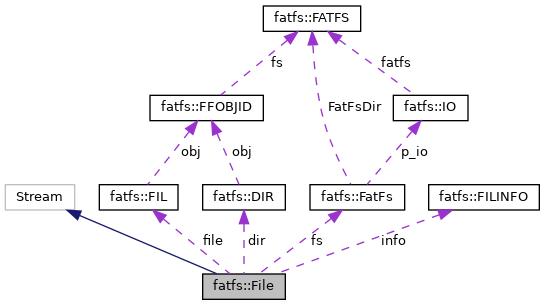 fatfs::FATFS
fs
FatFsDir
fatfs
fatfs::FFOBJID
fatfs::IO
obj
obj
p_io
Stream
fatfs::FIL
fatfs::DIR
fatfs::FatFs
fatfs::FILINFO
file
dir
fs
info
fatfs::File